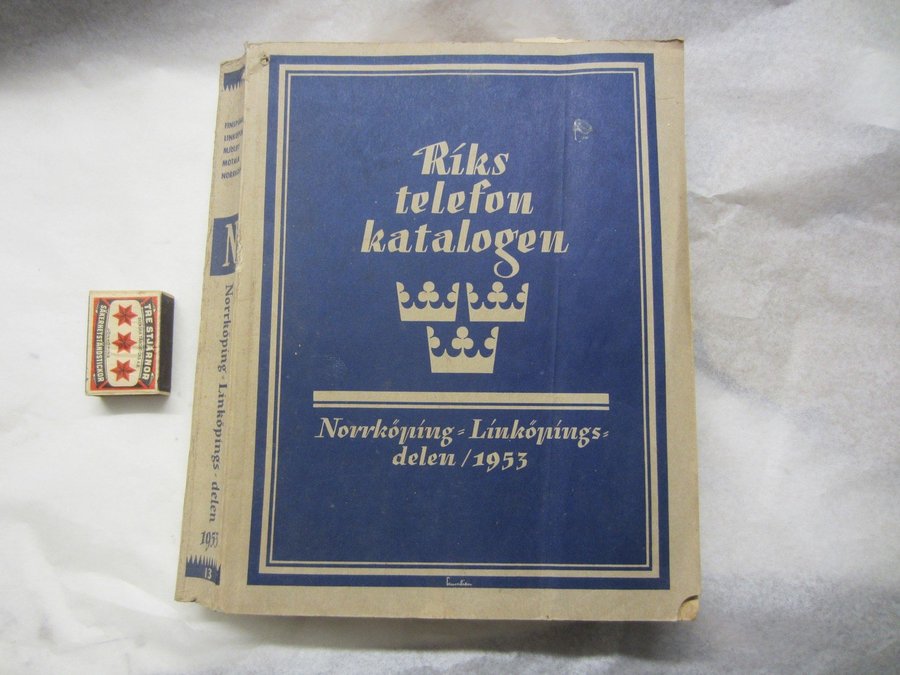 Riks
telefon
katalogen
Norrköping-Linköpings-
delen / 1953
N
Norrköping-Linköpings-delen
1953
13
TRE STJÄRNOR
SÄKERHETSTÄNDSTICKOR